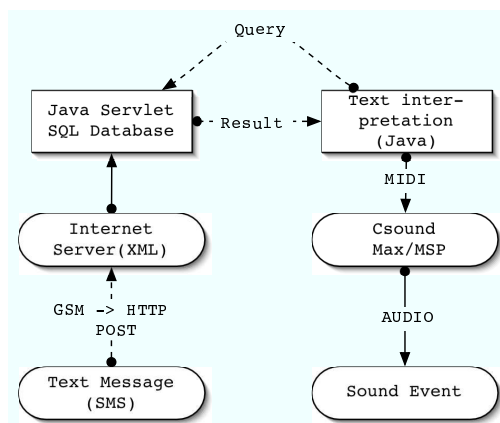 Query
Java Servlet
SQL Database
Result
Text inter-
pretation
(Java)
MIDI
Internet
Server(XML)
Csound
Max/MSP
GSM -> HTTP
POST
AUDIO
Text Message
(SMS)
Sound Event